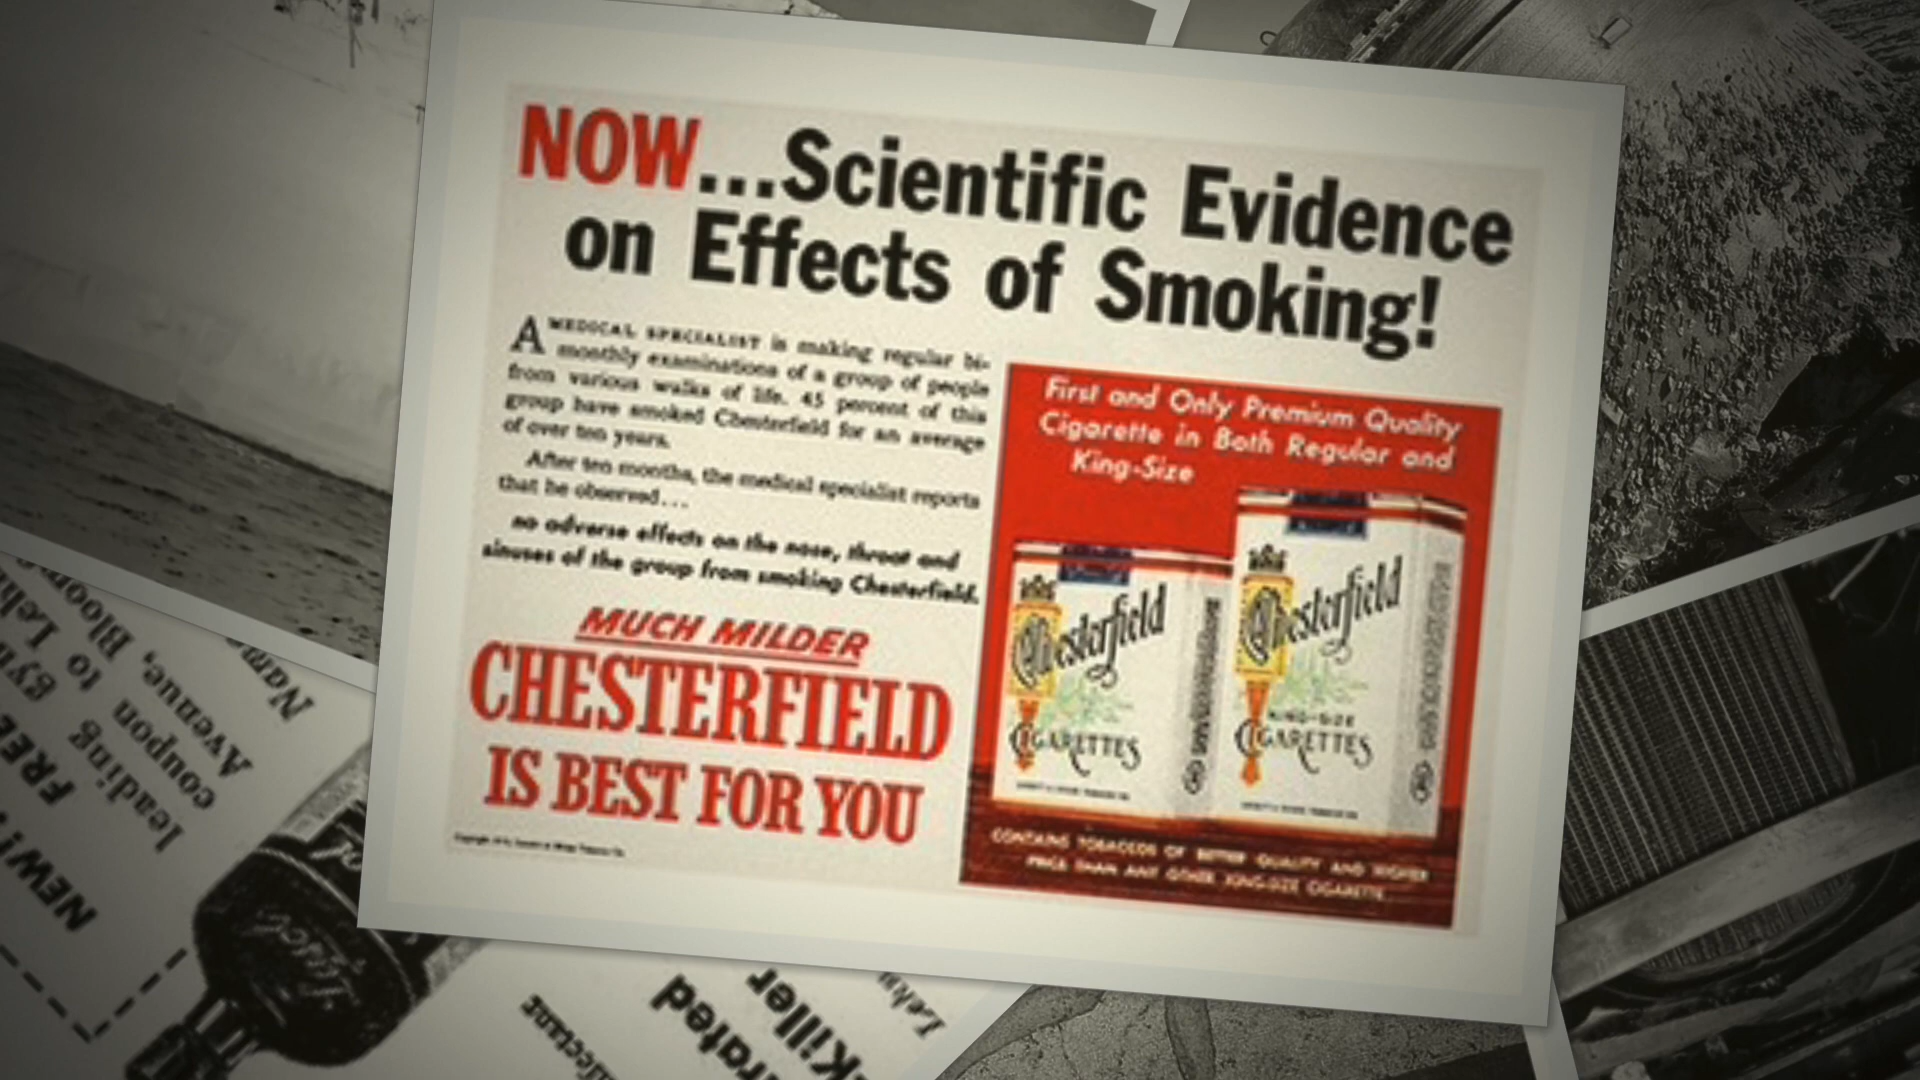 NOW...Scientific Evidence
on Effects of Smoking!
A MEDICAL SPECIALIST is making regular bi-
monthly examinations of a group of people
from various walks of life. 45 percent of this
group have smoked Chesterfield for an average
of over ten years.
After ten months, the medical specialist reports
that he observed...
no adverse effects on the nose, throat and
sinuses of the group from smoking Chesterfield.
MUCH MILDER
CHESTERFIELD
IS BEST FOR YOU
First and Only Premium Quality
Cigarette in Both Regular and
King-Size
Chesterfield
CIGARETTES
Chesterfield
KING-SIZE
CIGARETTES
CONTAINS TOBACCOS OF BETTER QUALITY AND HIGHER
PRICE THAN ANY OTHER KING-SIZE CIGARETTE
NEW!
FREE
leading
coupon to
Avenue, Bloom
Killer